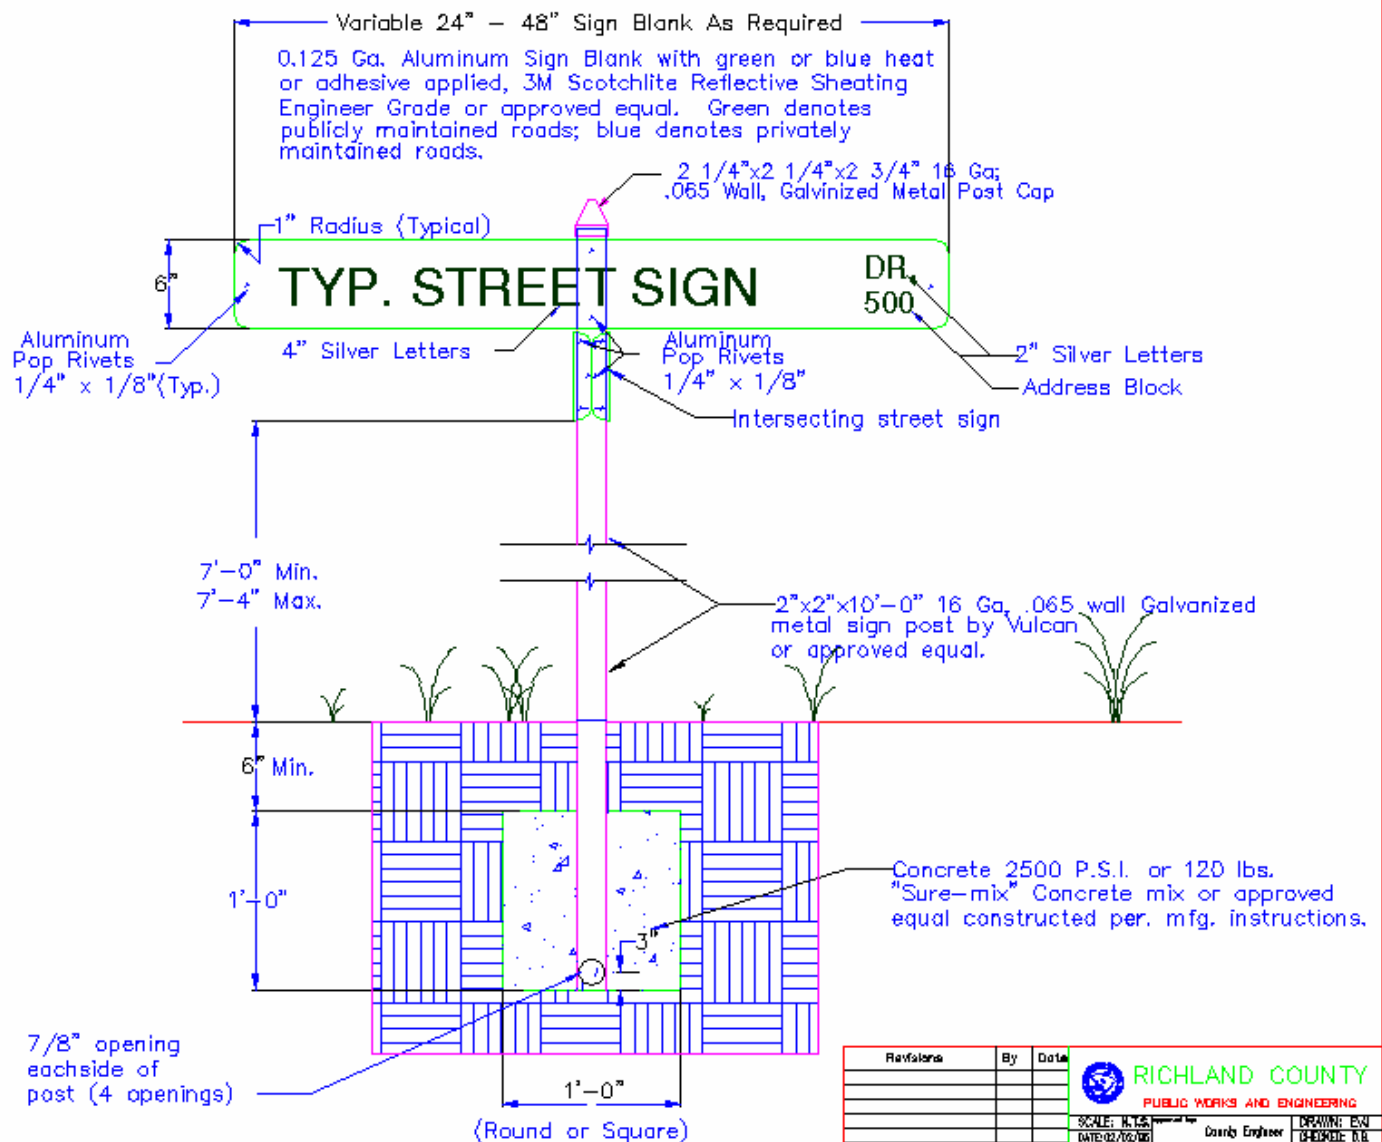 Variable 24" - 48" Sign Blank As Required
0.125 Ga. Aluminum Sign Blank with green or blue heat
or adhesive applied, 3M Scotchlite Reflective Sheating
Engineer Grade or approved equal. Green denotes
publicly maintained roads; blue denotes privately
maintained roads.
2 1/4"x2 1/4"x2 3/4" 16 Ga;
.065 Wall, Galvinized Metal Post Cap
1" Radius (Typical)
6"
TYP. STREET SIGN
DR.
500
Aluminum
Pop Rivets
1/4" x 1/8"(Typ.)
4" Silver Letters
Aluminum
Pop Rivets
1/4" x 1/8"
2" Silver Letters
Address Block
Intersecting street sign
7'-0" Min.
7'-4" Max.
2"x2"x10'-0" 16 Ga, .065 wall Galvanized
metal sign post by Vulcan
or approved equal.
6" Min.
1'-0"
Concrete 2500 P.S.I. or 120 lbs.
"Sure-mix" Concrete mix or approved
equal constructed per. mfg. instructions.
3"
7/8" opening
eachside of
post (4 openings)
1'-0"
(Round or Square)
Revisions By Date
RICHLAND COUNTY
PUBLIC WORKS AND ENGINEERING
SCALE: N.T.S.
County Engineer
DRAWN:
DATE: